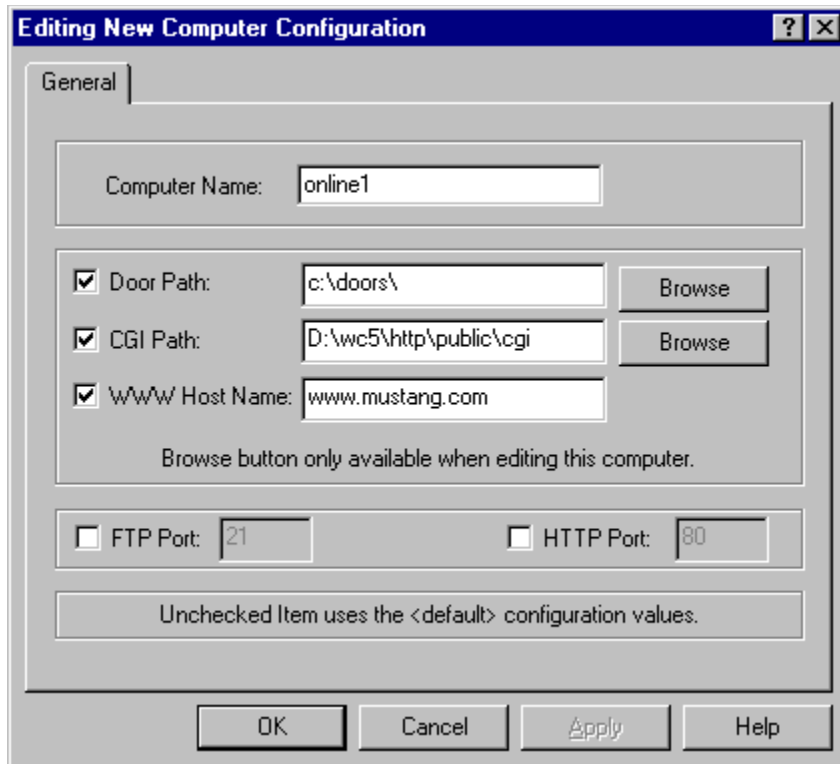 Editing New Computer Configuration
General
Computer Name: online1
Door Path: c:\doors\ Browse
CGI Path: D:\wc5\http\public\cgi Browse
WWW Host Name: www.mustang.com
Browse button only available when editing this computer.
FTP Port: 21 HTTP Port: 80
Unchecked Item uses the <default> configuration values.
OK Cancel Apply Help